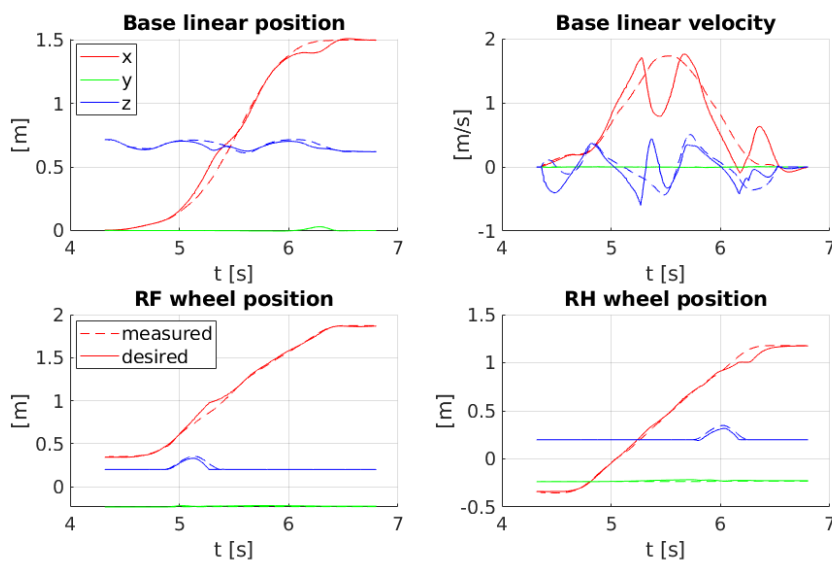 Base linear position
1.5
1
0.5
0
[m]
x
y
z
4 5 6 7
t [s]
Base linear velocity
2
1
0
-1
[m/s]
4 5 6 7
t [s]
RF wheel position
2
1.5
1
0.5
0
[m]
measured
desired
4 5 6 7
t [s]
RH wheel position
1.5
1
0.5
0
-0.5
[m]
4 5 6 7
t [s]